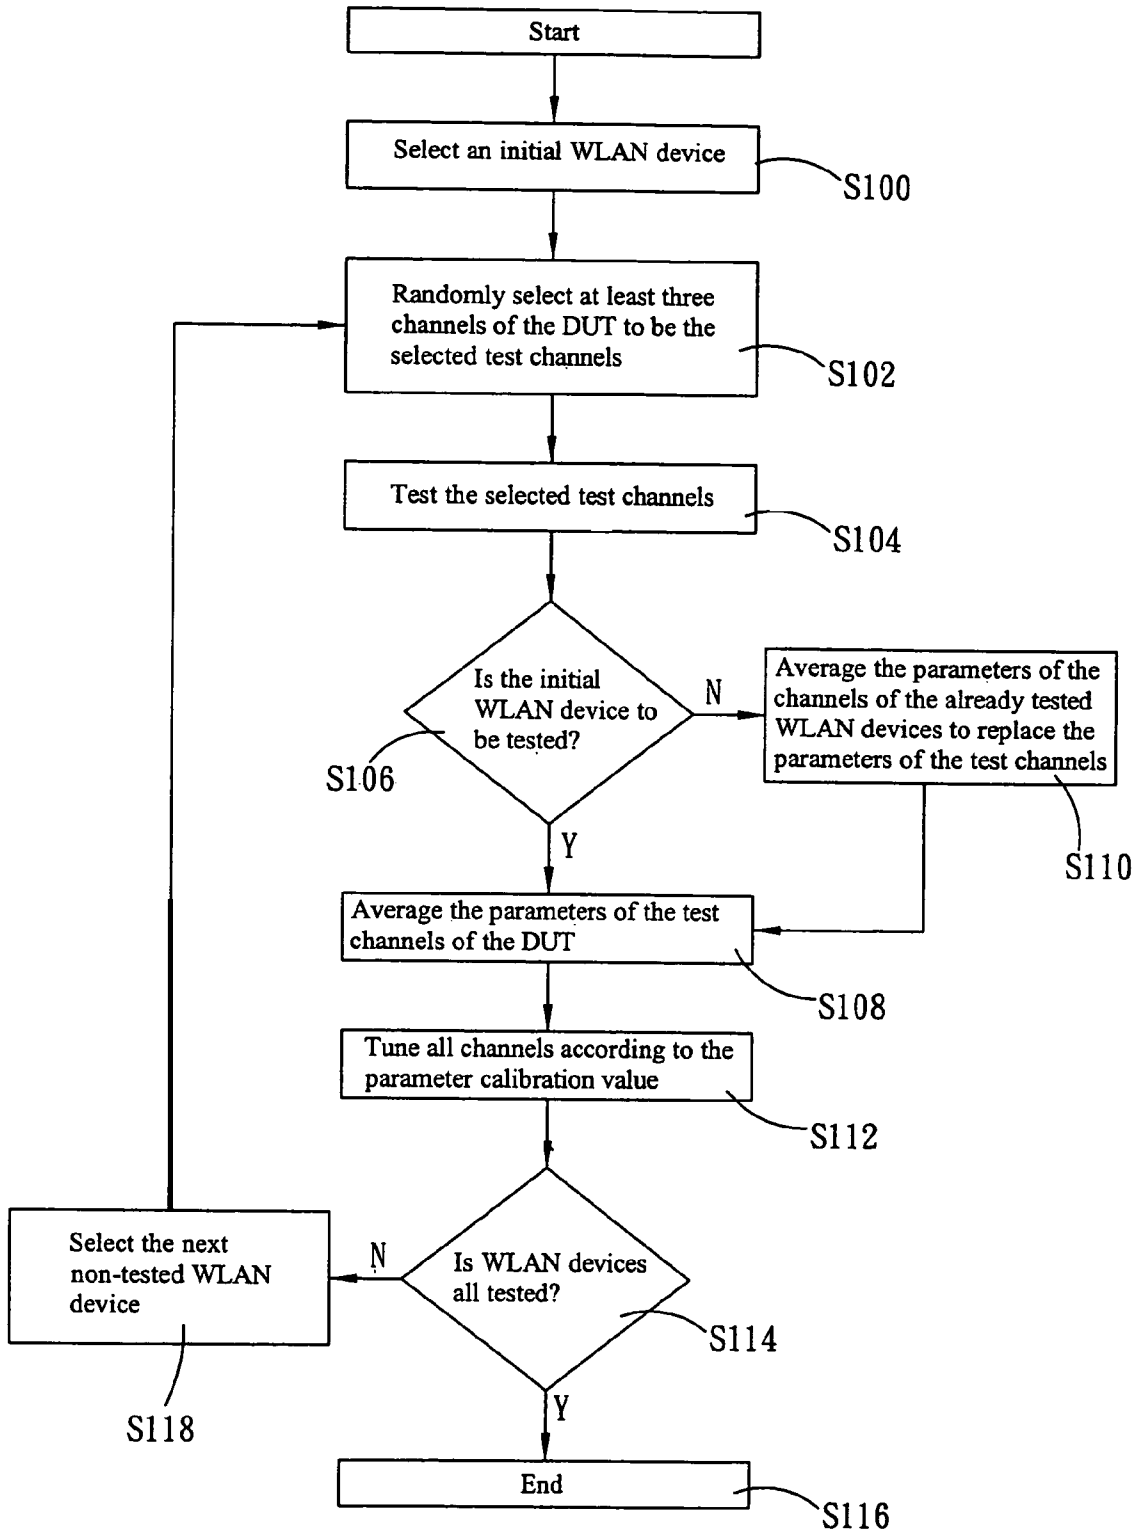 Start
Select an initial WLAN device
S100
Randomly select at least three
channels of the DUT to be the
selected test channels
S102
Test the selected test channels
S104
Is the initial
WLAN device to
be tested?
S106
N
Average the parameters of the
channels of the already tested
WLAN devices to replace the
parameters of the test channels
S110
Y
Average the parameters of the test
channels of the DUT
S108
Tune all channels according to the
parameter calibration value
S112
Is WLAN devices
all tested?
S114
N
Select the next
non-tested WLAN
device
S118
Y
End
S116